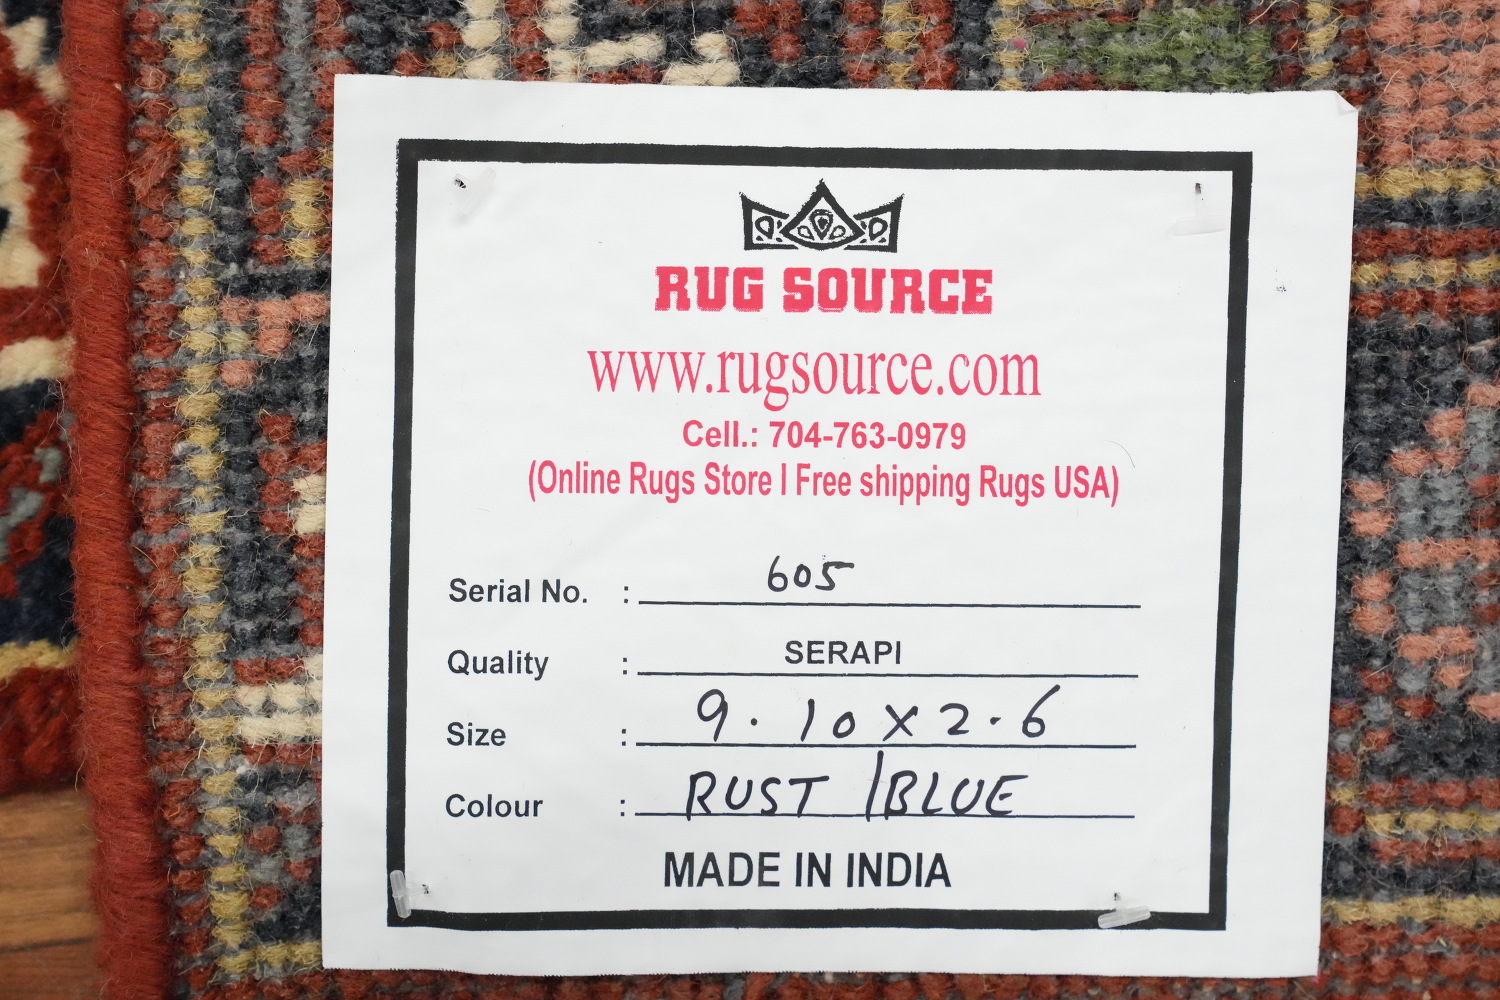 RUG SOURCE
www.rugsource.com
Cell.: 704-763-0979
(Online Rugs Store I Free shipping Rugs USA)
Serial No. : 605
Quality : SERAPI
Size : 9.10 X 2.6
Colour : RUST /BLUE
MADE IN INDIA